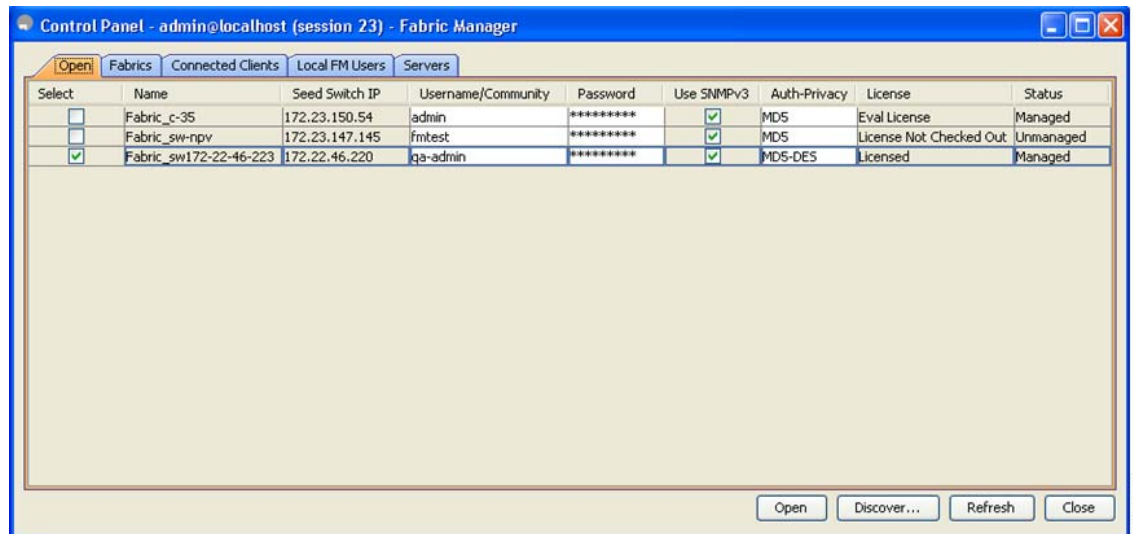 Control Panel - admin@localhost (session 23) - Fabric Manager
Open Fabrics Connected Clients Local FM Users Servers
Select Name Seed Switch IP Username/Community Password Use SNMPv3 Auth-Privacy License Status
Fabric_c-35 172.23.150.54 admin ********* MD5 Eval License Managed
Fabric_sw-npv 172.23.147.145 fmtest ********* MD5 License Not Checked Out Unmanaged
Fabric_sw172-22-46-223 172.22.46.220 qa-admin ********* MD5-DES Licensed Managed
Open Discover... Refresh Close